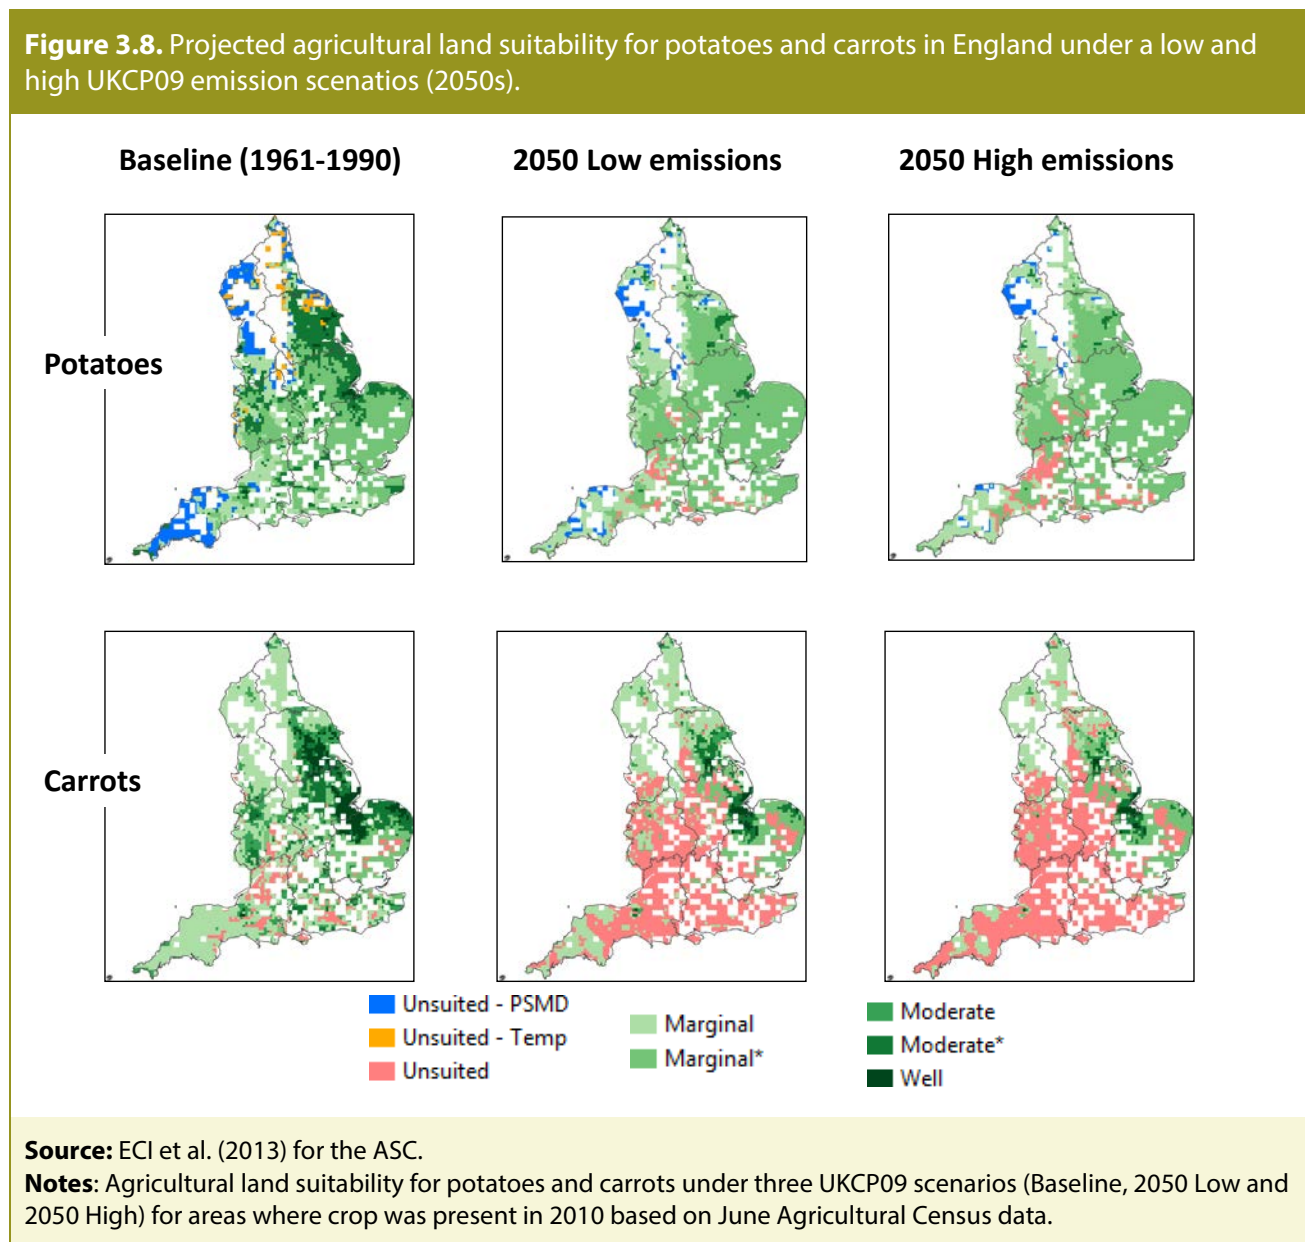 Figure 3.8. Projected agricultural land suitability for potatoes and carrots in England under a low and
high UKCP09 emission scenatios (2050s).
Baseline (1961-1990)
2050 Low emissions
2050 High emissions
Potatoes
Carrots
Unsuited - PSMD
Unsuited - Temp
Unsuited
Marginal
Marginal*
Moderate
Moderate*
Well
Source: ECI et al. (2013) for the ASC.
Notes: Agricultural land suitability for potatoes and carrots under three UKCP09 scenarios (Baseline, 2050 Low and
2050 High) for areas where crop was present in 2010 based on June Agricultural Census data.